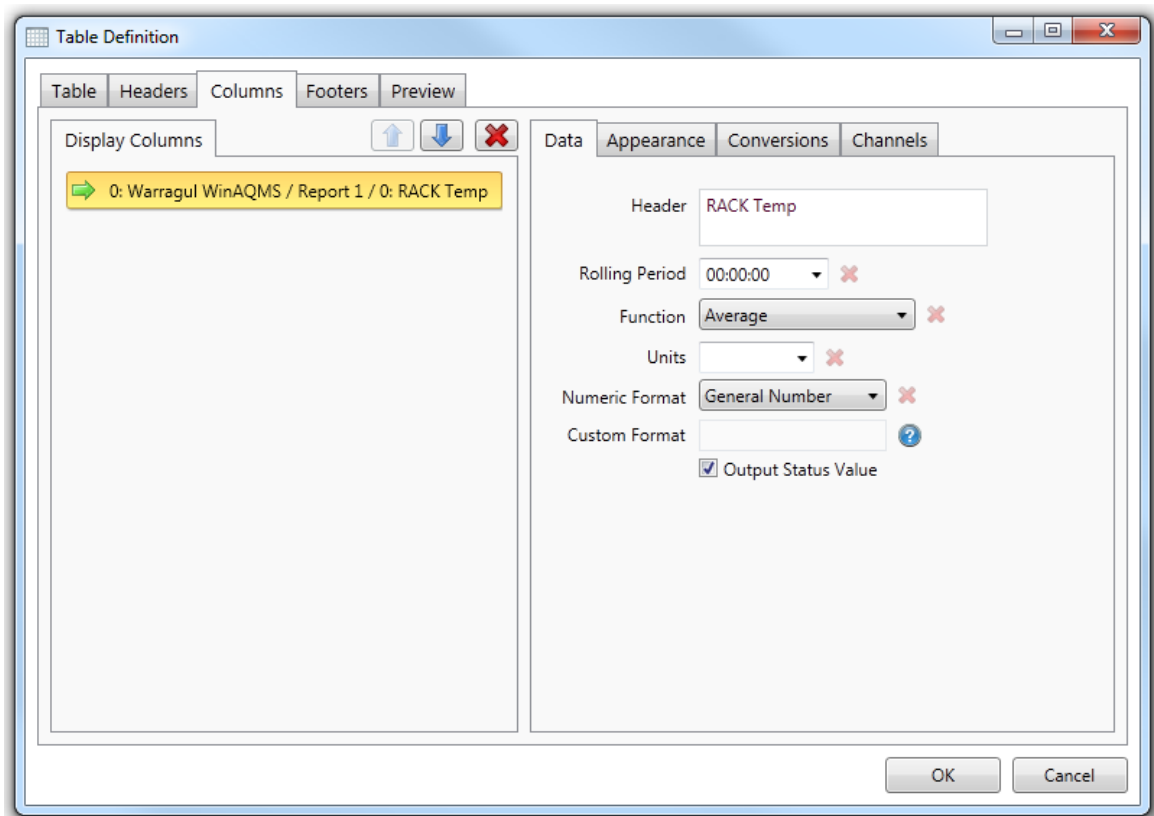 Table Definition
Table Headers Columns Footers Preview
Display Columns
0: Warragul WinAQMS / Report 1 / 0: RACK Temp
Data Appearance Conversions Channels
Header RACK Temp
Rolling Period 00:00:00
Function Average
Units
Numeric Format General Number
Custom Format ?
Output Status Value
OK Cancel